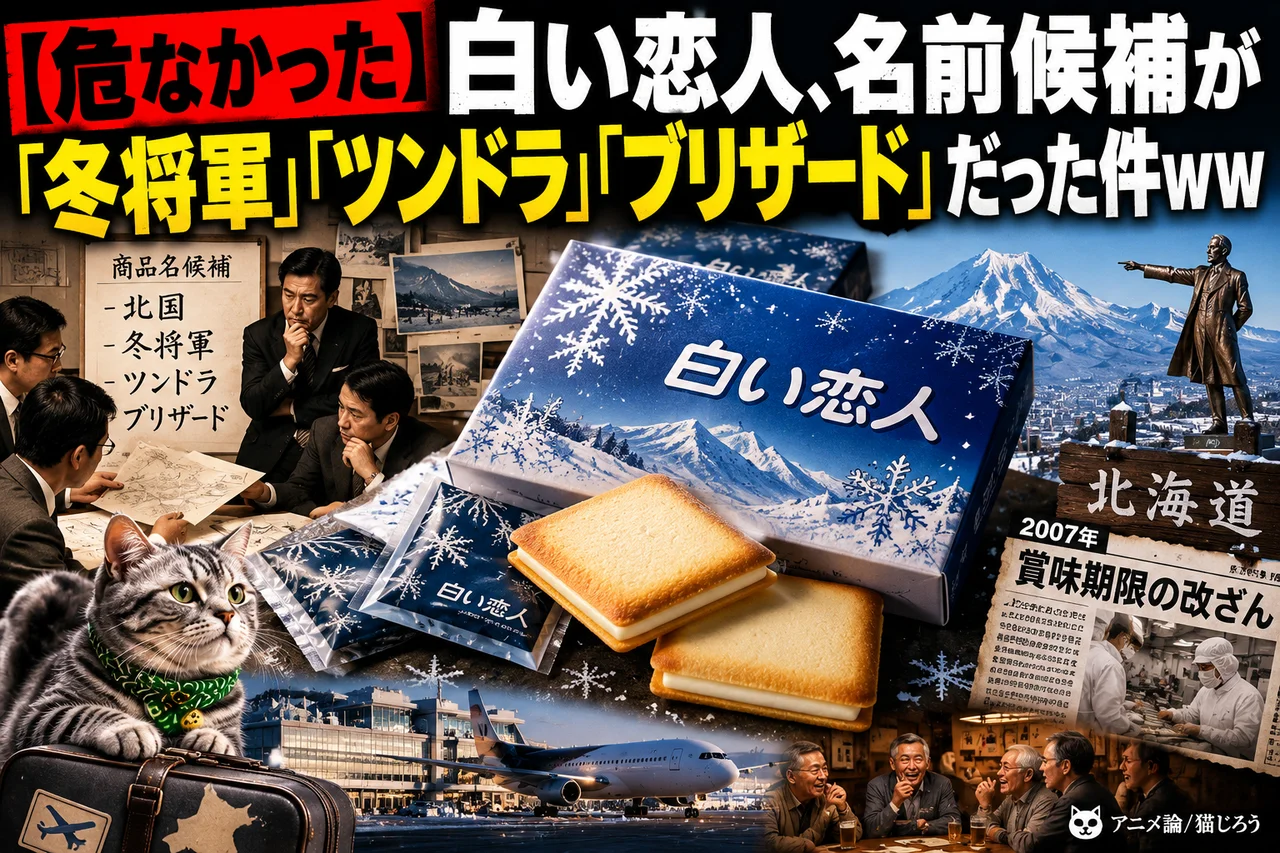 【危なかった】白い恋人、名前候補が
「冬将軍」「ツンドラ」「ブリザード」だった件ww
商品名候補
- 北国
- 冬将軍
- ツンドラ
ブリザード
白い恋人
白い恋人
北海道
2007年
賞味期限の改ざん
アニメ論/猫じろう